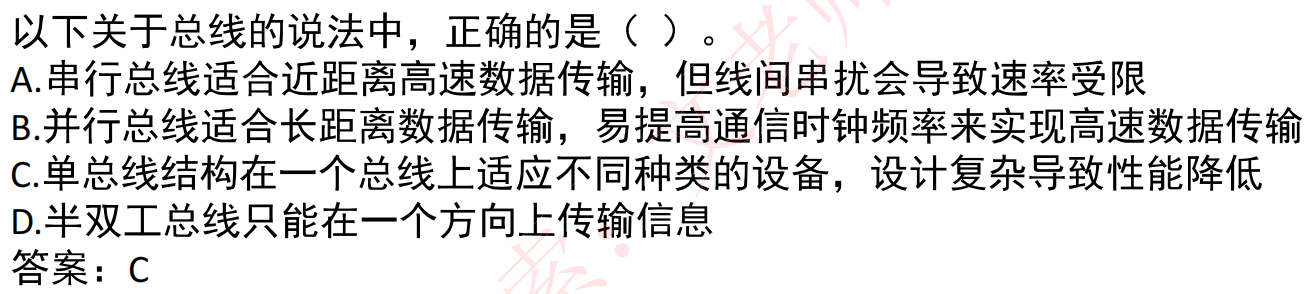 以下关于总线的说法中，正确的是（ ）。
A.串行总线适合近距离高速数据传输，但线间串扰会导致速率受限
B.并行总线适合长距离数据传输，易提高通信时钟频率来实现高速数据传输
C.单总线结构在一个总线上适应不同种类的设备，设计复杂导致性能降低
D.半双工总线只能在一个方向上传输信息
答案：C